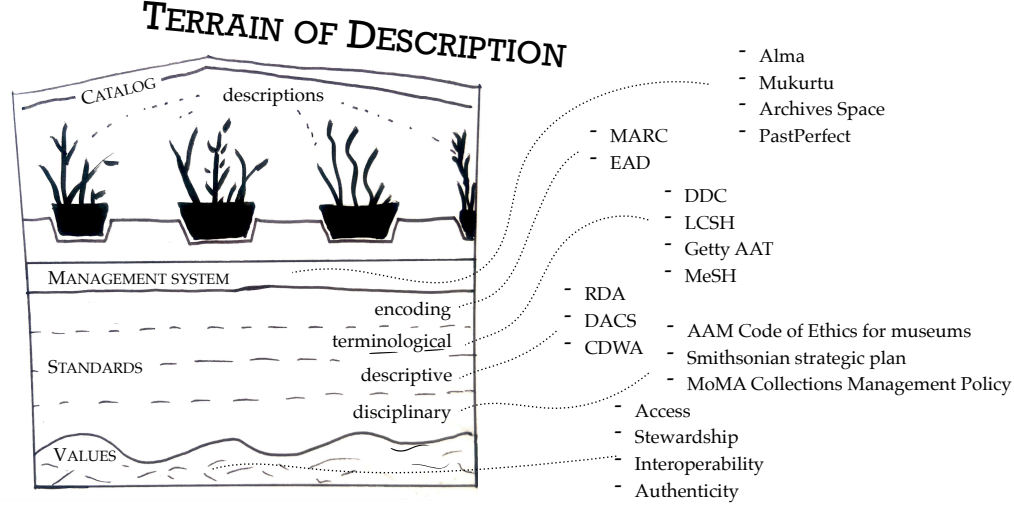 TERRAIN OF DESCRIPTION
CATALOG
descriptions
MANAGEMENT SYSTEM
STANDARDS
encoding
terminological
descriptive
disciplinary
VALUES
- Alma
- Mukurtu
- Archives Space
- PastPerfect
- MARC
- EAD
- DDC
- LCSH
- Getty AAT
- MeSH
- RDA
- DACS
- CDWA
- AAM Code of Ethics for museums
- Smithsonian strategic plan
- MoMA Collections Management Policy
- Access
- Stewardship
- Interoperability
- Authenticity